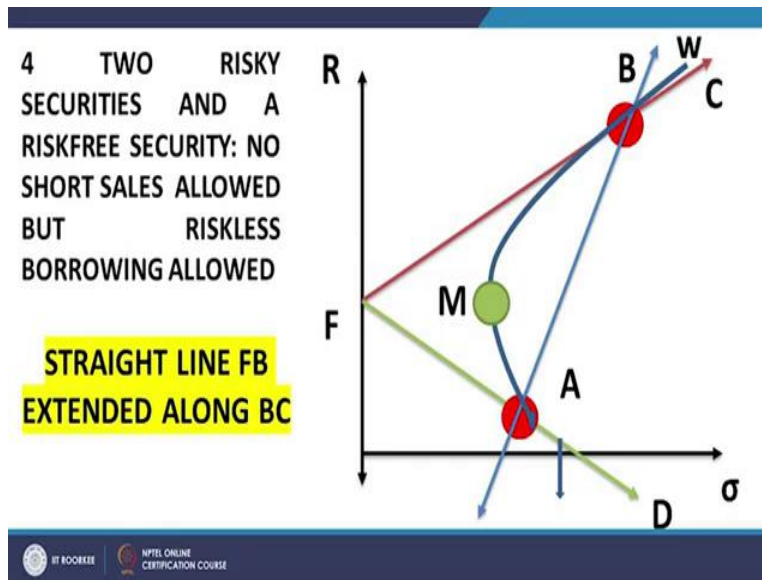 4 TWO RISKY
SECURITIES AND A
RISKFREE SECURITY: NO
SHORT SALES ALLOWED
BUT RISKLESS
BORROWING ALLOWED
STRAIGHT LINE FB
EXTENDED ALONG BC
R
B
W
C
M
F
A
σ
D
IIT ROORKEE
NPTEL ONLINE
CERTIFICATION COURSE